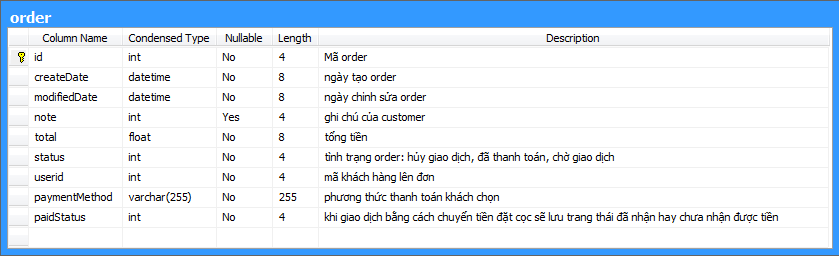 order
Column Name Condensed Type Nullable Length Description
id int No 4 Mã order
createDate datetime No 8 ngày tạo order
modifiedDate datetime No 8 ngày chỉnh sửa order
note int Yes 4 ghi chú của customer
total float No 8 tổng tiền
status int No 4 tình trạng order: hủy giao dịch, đã thanh toán, chờ giao dịch
userid int No 4 mã khách hàng lên đơn
paymentMethod varchar(255) No 255 phương thức thanh toán khách chọn
paidStatus int No 4 khi giao dịch bằng cách chuyển tiền đặt cọc sẽ lưu trang thái đã nhận hay chưa nhận được tiền